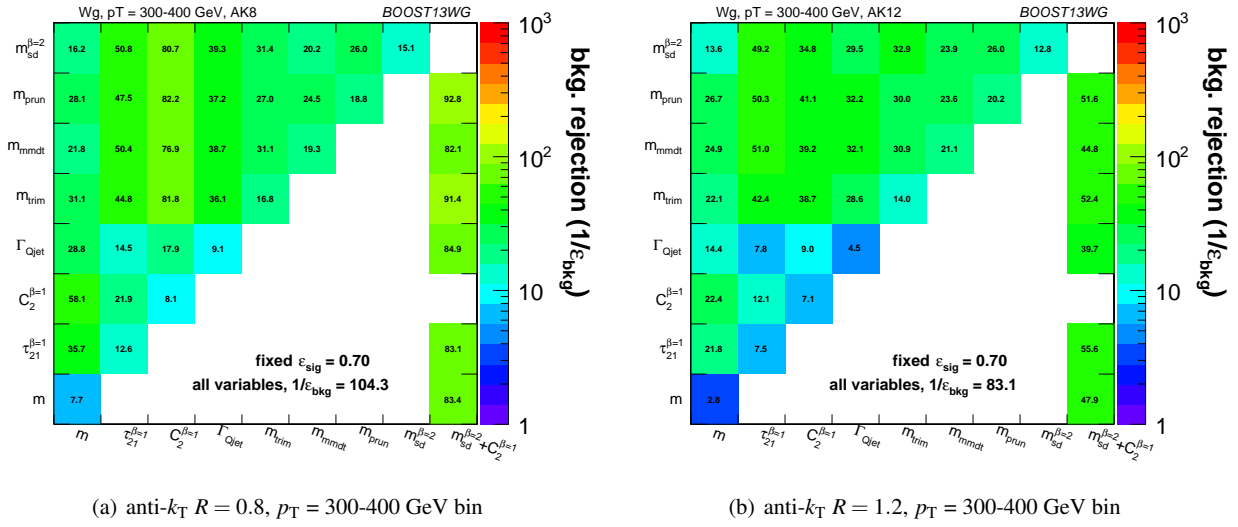 Wg, pT = 300-400 GeV, AK8 BOOST13WG
m_sd^β=2 16.2 50.8 80.7 39.3 31.4 20.2 26.0 15.1
m_prun 28.1 47.5 82.2 37.2 27.0 24.5 18.8 92.8
m_mmdt 21.8 50.4 76.9 38.7 31.1 19.3 82.1
m_trim 31.1 44.8 81.8 36.1 16.8 91.4
Γ_Qjet 28.8 14.5 17.9 9.1 84.9
C_2^β=1 58.1 21.9 8.1
τ_21^β=1 35.7 12.6 83.1
m 7.7 83.4
fixed ε_sig = 0.70
all variables, 1/ε_bkg = 104.3
m τ_21^β=1 C_2^β=1 Γ_Qjet m_trim m_mmdt m_prun m_sd^β=2 m_sd^β=2+C_2^β=1
10^3
10^2
10
1
bkg. rejection (1/ε_bkg)
(a) anti-k_T R = 0.8, p_T = 300-400 GeV bin
Wg, pT = 300-400 GeV, AK12 BOOST13WG
m_sd^β=2 13.6 49.2 34.8 29.5 32.9 23.9 26.0 12.8
m_prun 26.7 50.3 41.1 32.2 30.0 23.6 20.2 51.6
m_mmdt 24.9 51.0 39.2 32.1 30.9 21.1 44.8
m_trim 22.1 42.4 38.7 28.6 14.0 52.4
Γ_Qjet 14.4 7.8 9.0 4.5 39.7
C_2^β=1 22.4 12.1 7.1
τ_21^β=1 21.8 7.5 55.6
m 2.8 47.9
fixed ε_sig = 0.70
all variables, 1/ε_bkg = 83.1
m τ_21^β=1 C_2^β=1 Γ_Qjet m_trim m_mmdt m_prun m_sd^β=2 m_sd^β=2+C_2^β=1
10^3
10^2
10
1
bkg. rejection (1/ε_bkg)
(b) anti-k_T R = 1.2, p_T = 300-400 GeV bin